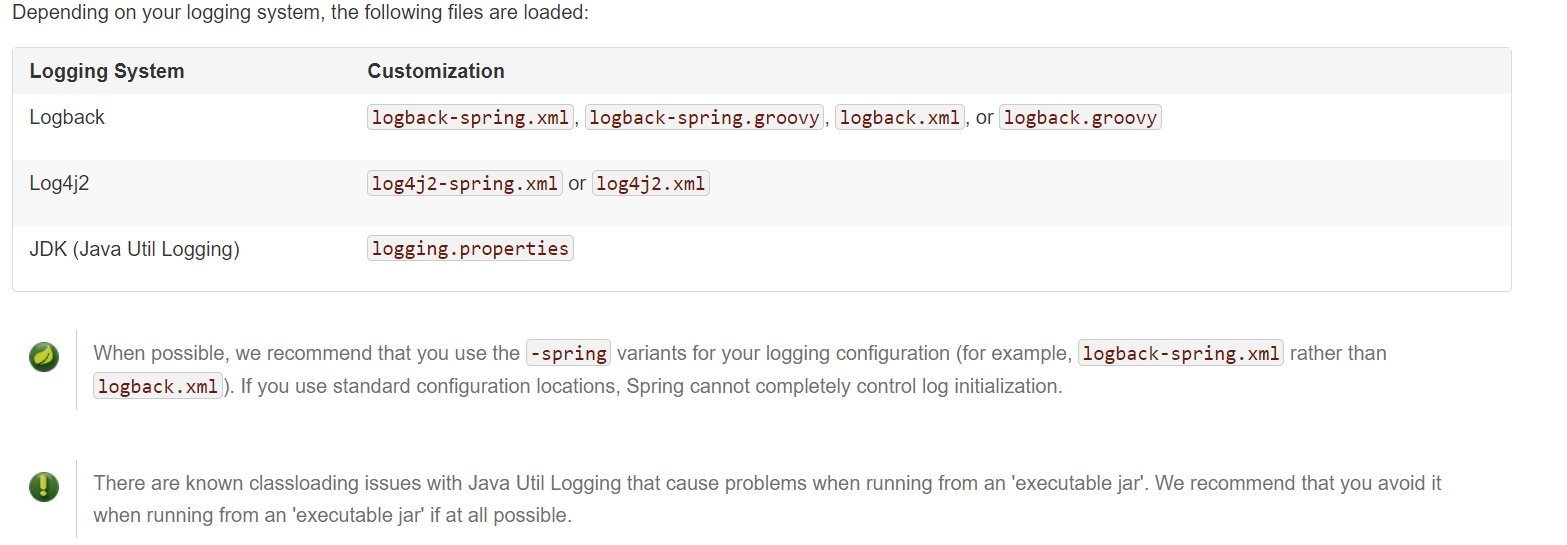 Depending on your logging system, the following files are loaded:
Logging System Customization
Logback logback-spring.xml, logback-spring.groovy, logback.xml, or logback.groovy
Log4j2 log4j2-spring.xml or log4j2.xml
JDK (Java Util Logging) logging.properties
When possible, we recommend that you use the -spring variants for your logging configuration (for example, logback-spring.xml rather than
logback.xml). If you use standard configuration locations, Spring cannot completely control log initialization.
There are known classloading issues with Java Util Logging that cause problems when running from an 'executable jar'. We recommend that you avoid it
when running from an 'executable jar' if at all possible.